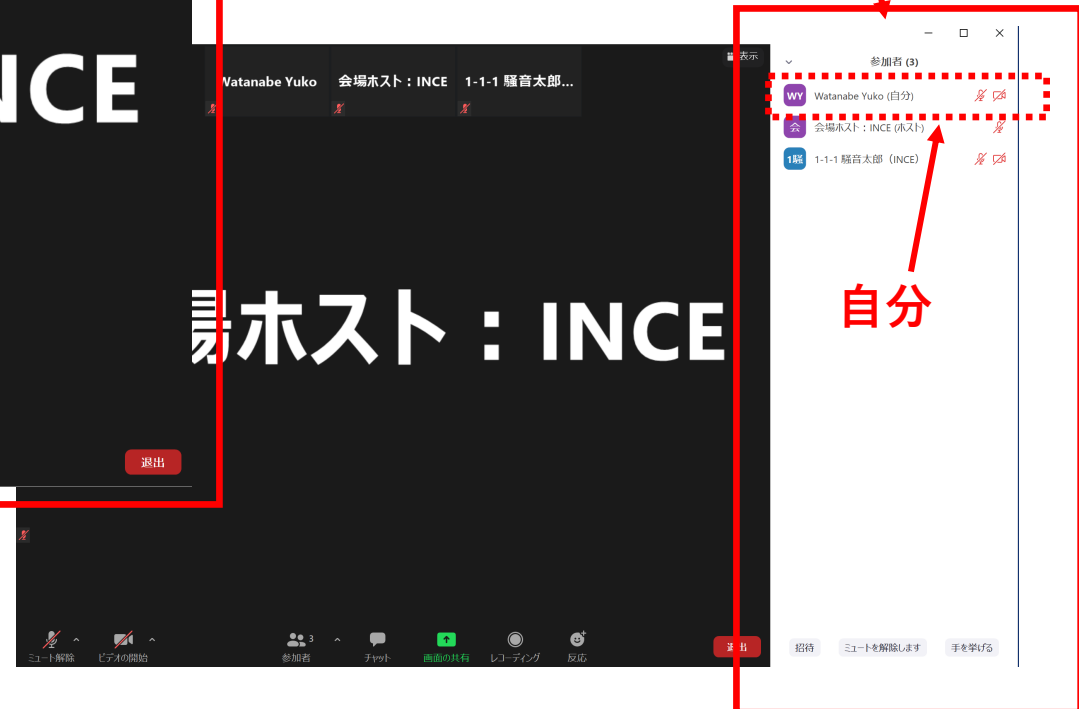 NCE
退出
表示
Watanabe Yuko
会場ホスト：INCE
1-1-1 騒音太郎...
場ホスト：INCE
参加者 (3)
WY Watanabe Yuko (自分)
会 会場ホスト：INCE (ホスト)
1騒 1-1-1 騒音太郎（INCE）
自分
ミュート解除
ビデオの開始
3
参加者
チャット
画面の共有
レコーディング
反応
退出
招待
ミュートを解除します
手を挙げる